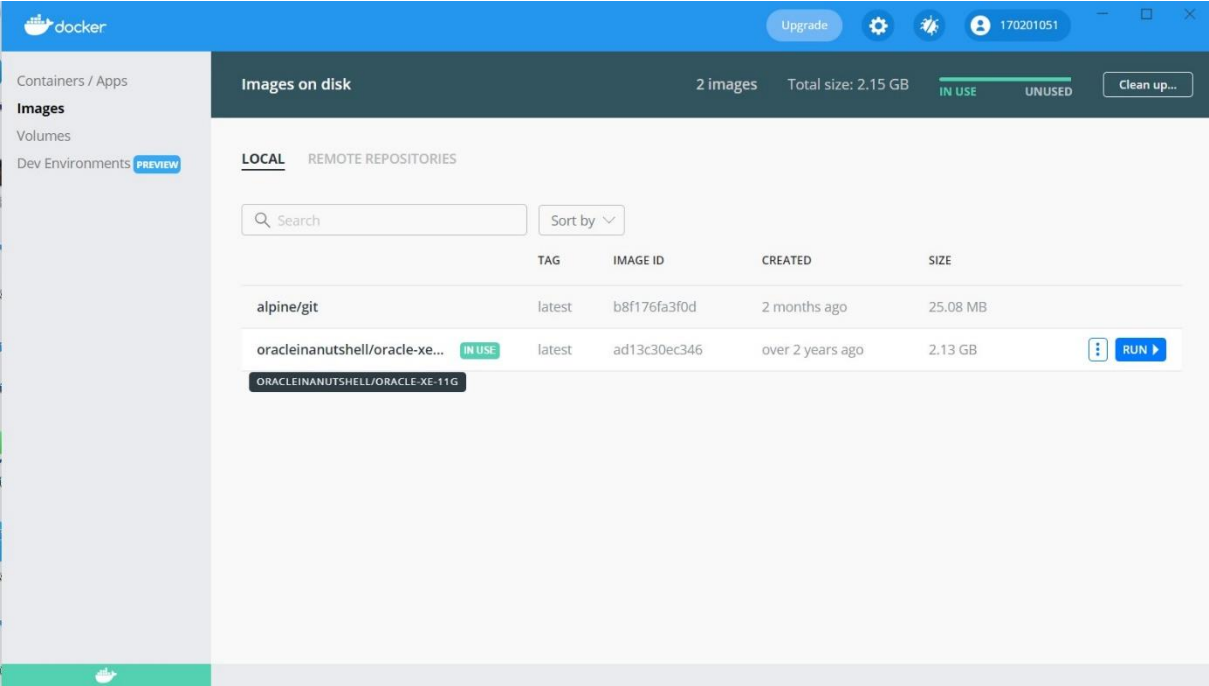 docker
Upgrade
170201051
Containers / Apps
Images
Volumes
Dev Environments PREVIEW
Images on disk
2 images
Total size: 2.15 GB
IN USE
UNUSED
Clean up...
LOCAL
REMOTE REPOSITORIES
Search
Sort by
TAG IMAGE ID CREATED SIZE
alpine/git latest b8f176fa3f0d 2 months ago 25.08 MB
oracleinanutshell/oracle-xe... IN USE latest ad13c30ec346 over 2 years ago 2.13 GB RUN
ORACLEINANUTSHELL/ORACLE-XE-11G